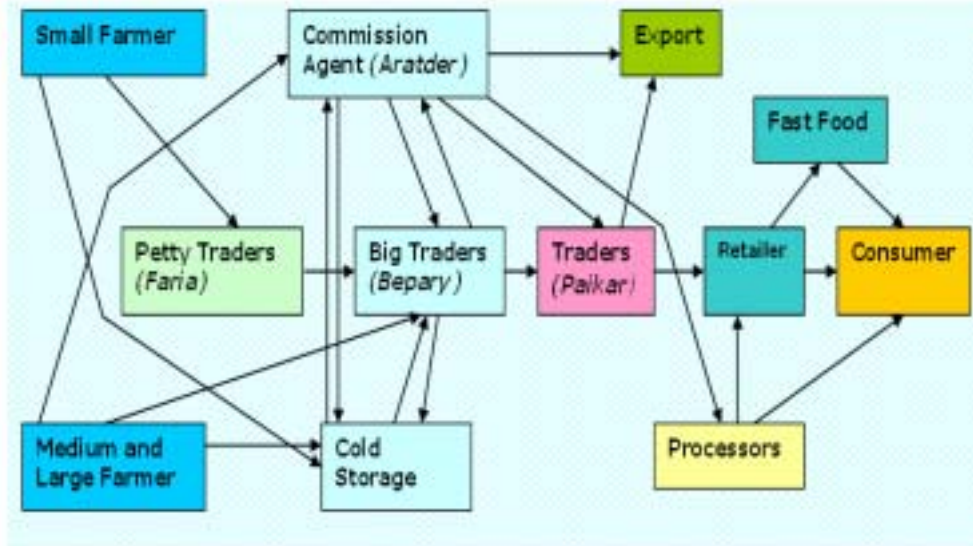 Small Farmer
Commission
Agent (Aratder)
Export
Fast Food
Petty Traders
(Faria)
Big Traders
(Bepary)
Traders
(Paikar)
Retailer
Consumer
Medium and
Large Farmer
Cold
Storage
Processors